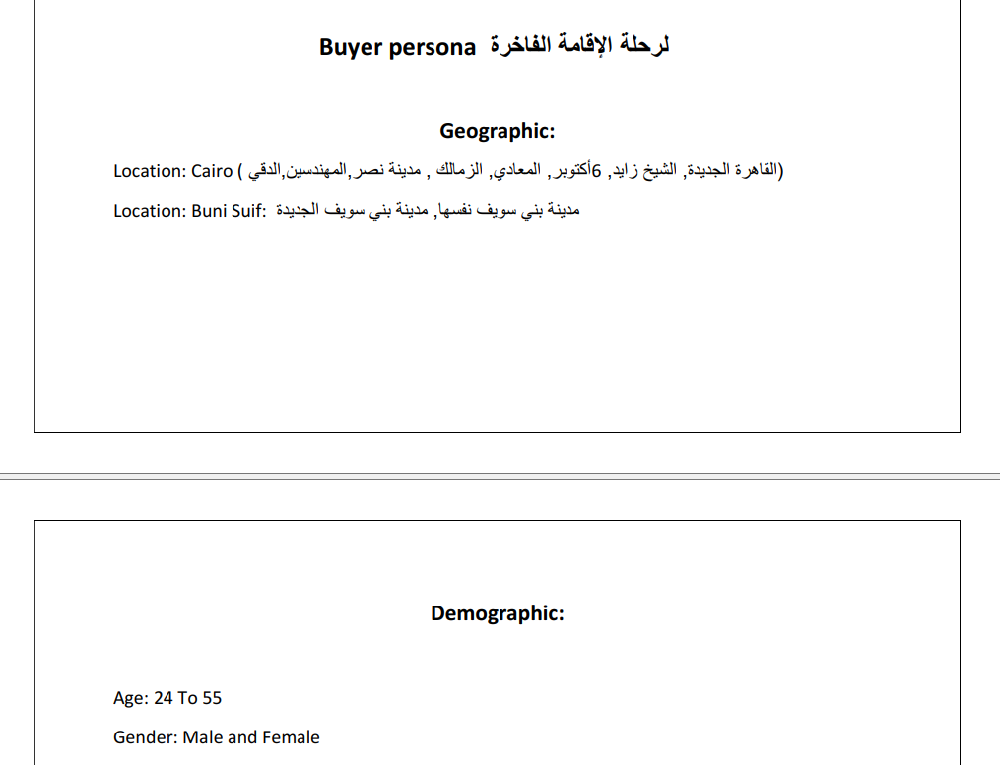 Buyer persona لرحلة الإقامة الفاخرة
Geographic:
Location: Cairo ( القاهرة الجديدة, الشيخ زايد, 6أكتوبر, المعادي, الزمالك , مدينة نصر,المهندسين,الدقي)
Location: Buni Suif: مدينة بني سويف نفسها, مدينة بني سويف الجديدة
Demographic:
Age: 24 To 55
Gender: Male and Female